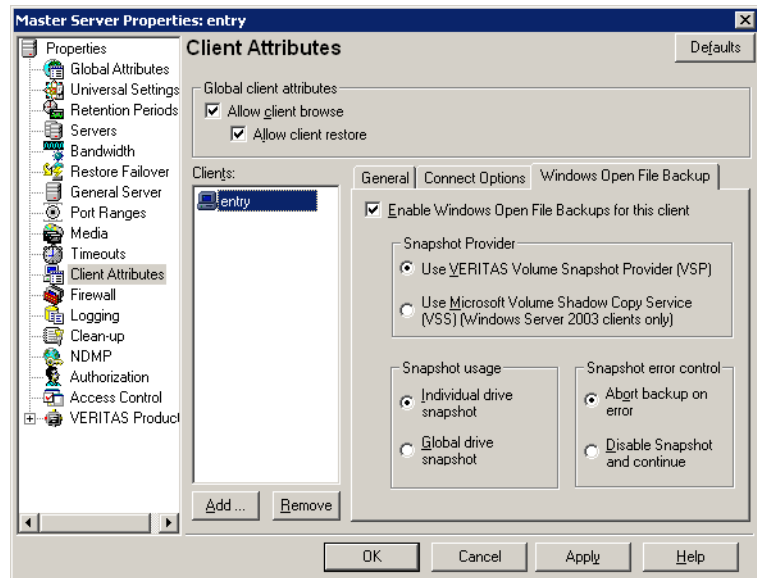 Master Server Properties: entry
Properties
Global Attributes
Universal Settings
Retention Periods
Servers
Bandwidth
Restore Failover
General Server
Port Ranges
Media
Timeouts
Client Attributes
Firewall
Logging
Clean-up
NDMP
Authorization
Access Control
VERITAS Product
Client Attributes
Defaults
Global client attributes
Allow client browse
Allow client restore
Clients:
entry
Add ...
Remove
General
Connect Options
Windows Open File Backup
Enable Windows Open File Backups for this client
Snapshot Provider
Use VERITAS Volume Snapshot Provider (VSP)
Use Microsoft Volume Shadow Copy Service
(VSS) (Windows Server 2003 clients only)
Snapshot usage
Individual drive
snapshot
Global drive
snapshot
Snapshot error control
Abort backup on
error
Disable Snapshot
and continue
OK
Cancel
Apply
Help